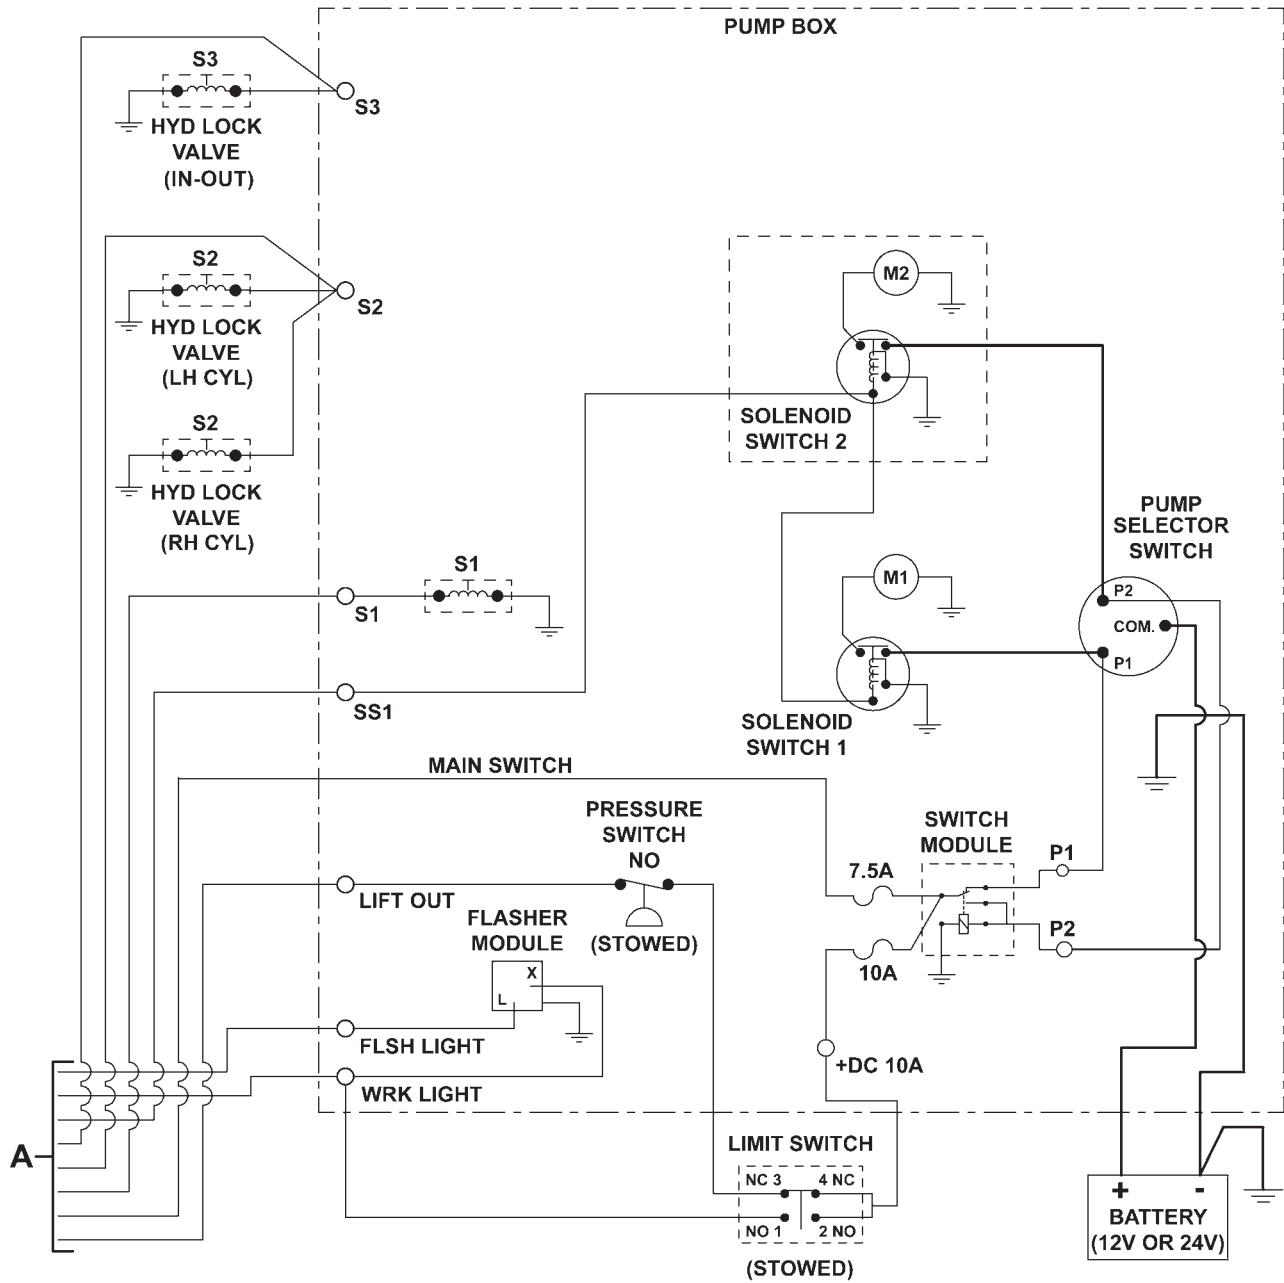 PUMP BOX
S3
S3
HYD LOCK
VALVE
(IN-OUT)
S2
S2
HYD LOCK
VALVE
(LH CYL)
S2
HYD LOCK
VALVE
(RH CYL)
M2
SOLENOID
SWITCH 2
PUMP
SELECTOR
SWITCH
P2
COM.
P1
M1
SOLENOID
SWITCH 1
S1
S1
SS1
MAIN SWITCH
PRESSURE
SWITCH
NO
(STOWED)
LIFT OUT
FLASHER
MODULE
X
L
7.5A
10A
SWITCH
MODULE
P1
P2
FLSH LIGHT
WRK LIGHT
+DC 10A
A
LIMIT SWITCH
NC 3 4 NC
NO 1 2 NO
(STOWED)
+ -
BATTERY
(12V OR 24V)